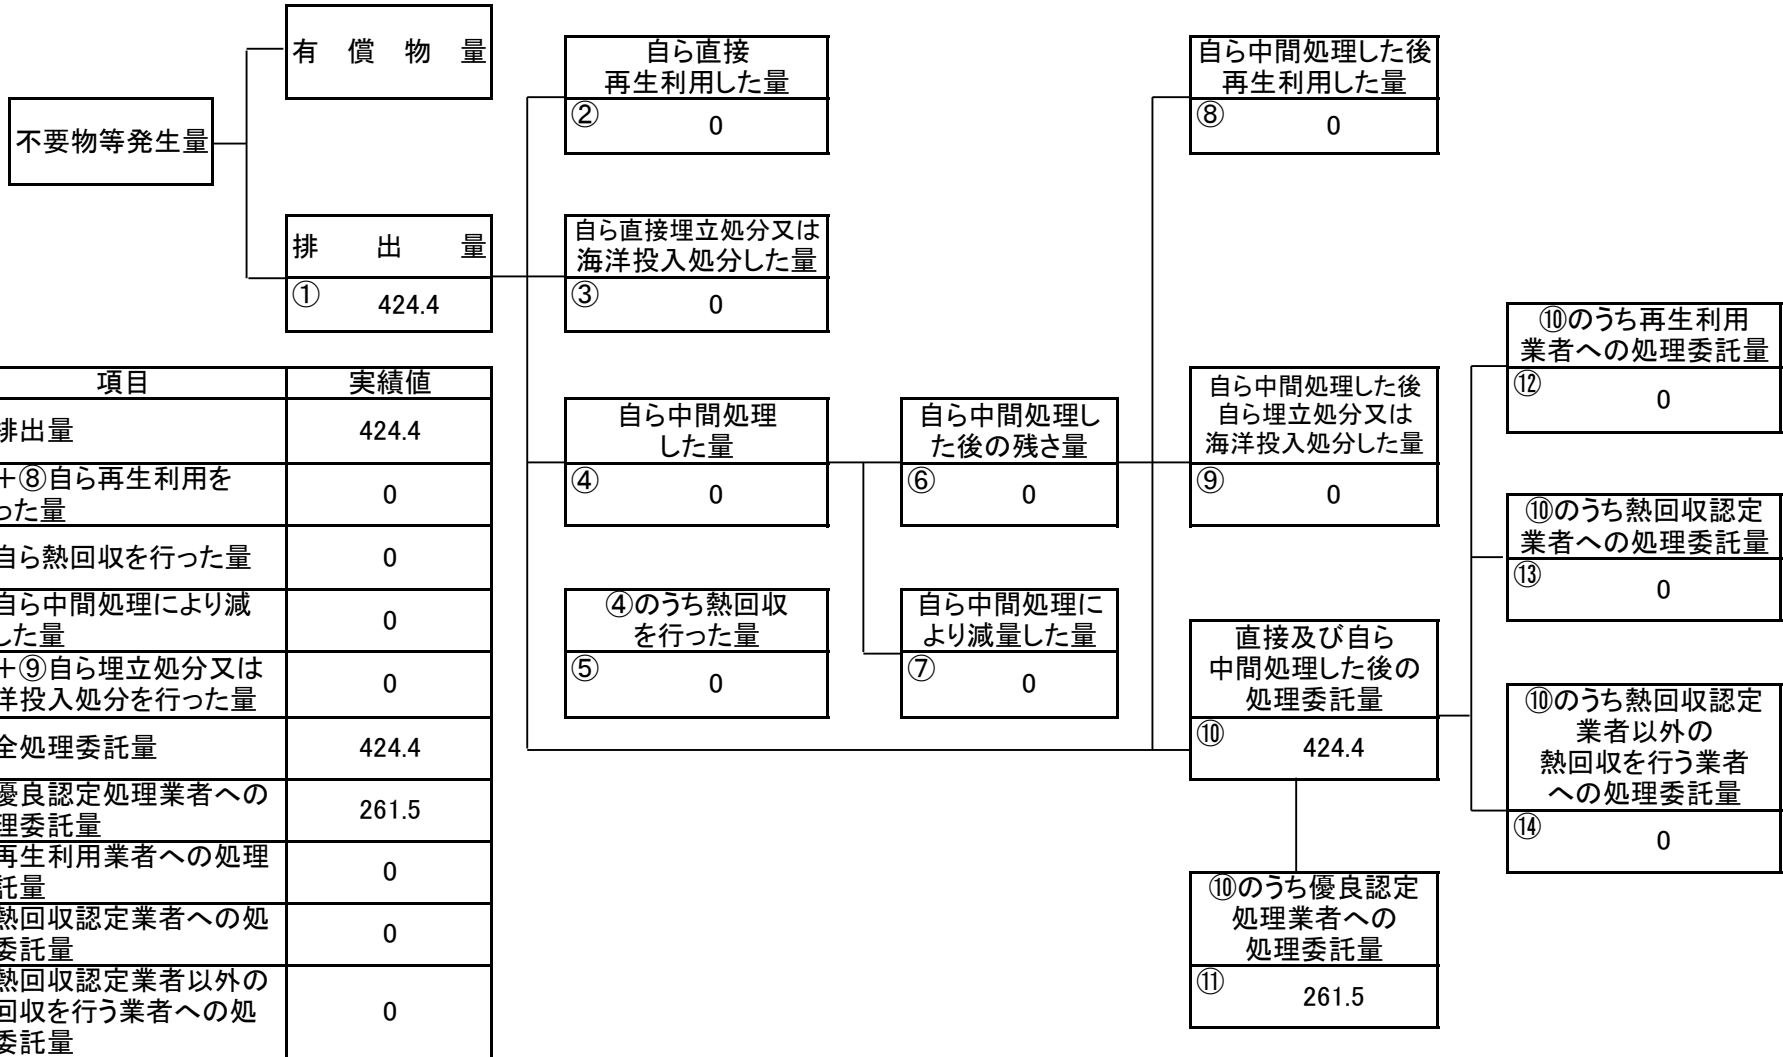 有 償 物 量
不要物等発生量
排 出 量
① 424.4
自ら直接
再生利用した量
② 0
自ら直接埋立処分又は
海洋投入処分した量
③ 0
自ら中間処理
した量
④ 0
④のうち熱回収
を行った量
⑤ 0
自ら中間処理し
た後の残さ量
⑥ 0
自ら中間処理に
より減量した量
⑦ 0
自ら中間処理した後
再生利用した量
⑧ 0
自ら中間処理した後
自ら埋立処分又は
海洋投入処分した量
⑨ 0
直接及び自ら
中間処理した後の
処理委託量
⑩ 424.4
⑩のうち優良認定
処理業者への
処理委託量
⑪ 261.5
⑩のうち再生利用
業者への処理委託量
⑫ 0
⑩のうち熱回収認定
業者への処理委託量
⑬ 0
⑩のうち熱回収認定
業者以外の
熱回収を行う業者
への処理委託量
⑭ 0
項目 実績値
排出量 424.4
+⑧自ら再生利用を
った量 0
自ら熱回収を行った量 0
自ら中間処理により減
した量 0
+⑨自ら埋立処分又は
洋投入処分を行った量 0
全処理委託量 424.4
優良認定処理業者への
理委託量 261.5
再生利用業者への処理
託量 0
熱回収認定業者への処
委託量 0
熱回収認定業者以外の
回収を行う業者への処
委託量 0